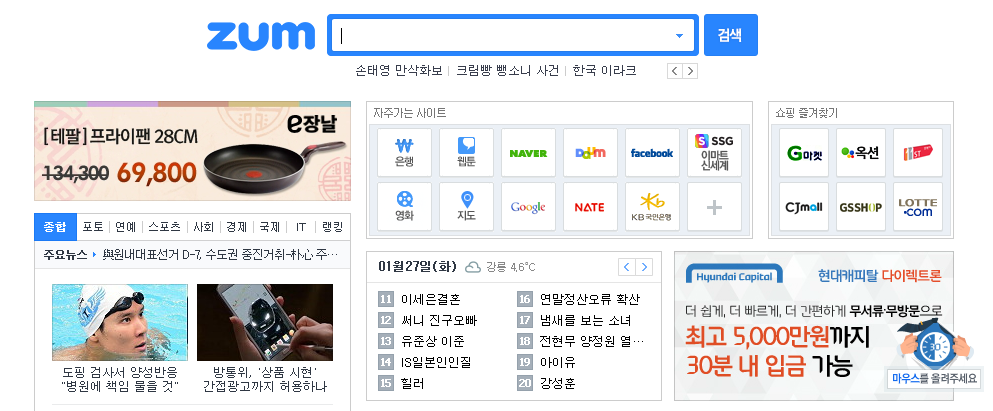 zum
검색
손태영 만삭화보
크림빵 뺑소니 사건
한국 이라크
[테팔] 프라이팬 28CM
e장날
134,300 69,800
자주가는 사이트
은행
웹툰
NAVER
Daum
facebook
SSG
이마트
신세계
영화
지도
Google
NATE
KB국민은행
쇼핑 즐겨찾기
G마켓
옥션
11ST
CJmall
GSSHOP
LOTTE
.COM
종합 포토 연예 스포츠 사회 경제 국제 IT 랭킹
주요뉴스 與원내대표선거 D-7, 수도권 중진거취-朴心 주…
도핑 검사서 양성반응
"병원에 책임 물을 것"
방통위, '상품 시현'
간접광고까지 허용하나
01월27일(화) 강릉 4.6℃
11 이세은결혼
12 써니 진구오빠
13 유준상 이준
14 IS일본인인질
15 힐러
16 연말정산오류 확산
17 냄새를 보는 소녀
18 전현무 양정원 열…
19 아이유
20 강성훈
Hyundai Capital
현대캐피탈 다이렉트론
더 쉽게, 더 빠르게, 더 간편하게 무서류·무방문으로
최고 5,000만원까지
30분 내 입금 가능
마우스를 올려주세요